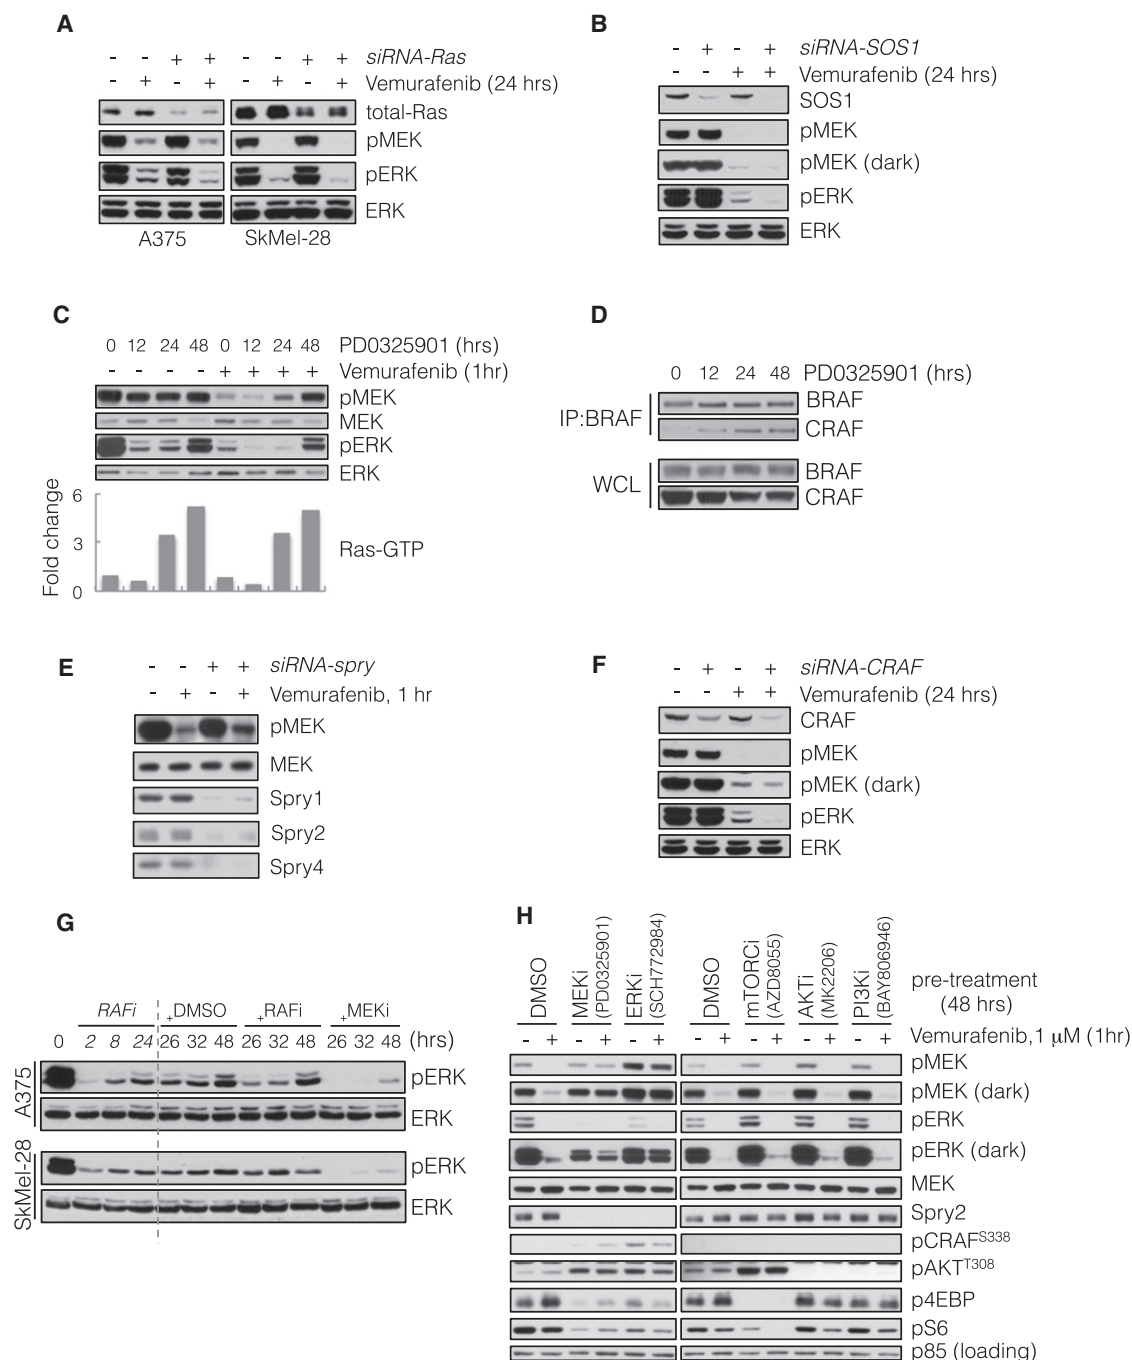 A
- - + + - - + + siRNA-Ras
- + - + - + - + Vemurafenib (24 hrs)
total-Ras
pMEK
pERK
ERK
A375 SkMel-28
B
- + - + siRNA-SOS1
- - + + Vemurafenib (24 hrs)
SOS1
pMEK
pMEK (dark)
pERK
ERK
C
0 12 24 48 0 12 24 48 PD0325901 (hrs)
- - - - + + + + Vemurafenib (1hr)
pMEK
MEK
pERK
ERK
Fold change
6
3
0
Ras-GTP
D
0 12 24 48 PD0325901 (hrs)
IP:BRAF
BRAF
CRAF
WCL
BRAF
CRAF
E
- - + + siRNA-spry
- + - + Vemurafenib, 1 hr
pMEK
MEK
Spry1
Spry2
Spry4
F
- + - + siRNA-CRAF
- - + + Vemurafenib (24 hrs)
CRAF
pMEK
pMEK (dark)
pERK
ERK
G
RAFi +DMSO +RAFi +MEKi
0 2 8 24 26 32 48 26 32 48 26 32 48 (hrs)
A375
pERK
ERK
SkMel-28
pERK
ERK
H
DMSO
MEKi
(PD0325901)
ERKi
(SCH772984)
DMSO
mTORCi
(AZD8055)
AKTi
(MK2206)
PI3Ki
(BAY806946)
pre-treatment
(48 hrs)
- + - + - + - + - + - + - + Vemurafenib,1 μM (1hr)
pMEK
pMEK (dark)
pERK
pERK (dark)
MEK
Spry2
pCRAFS338
pAKTT308
p4EBP
pS6
p85 (loading)